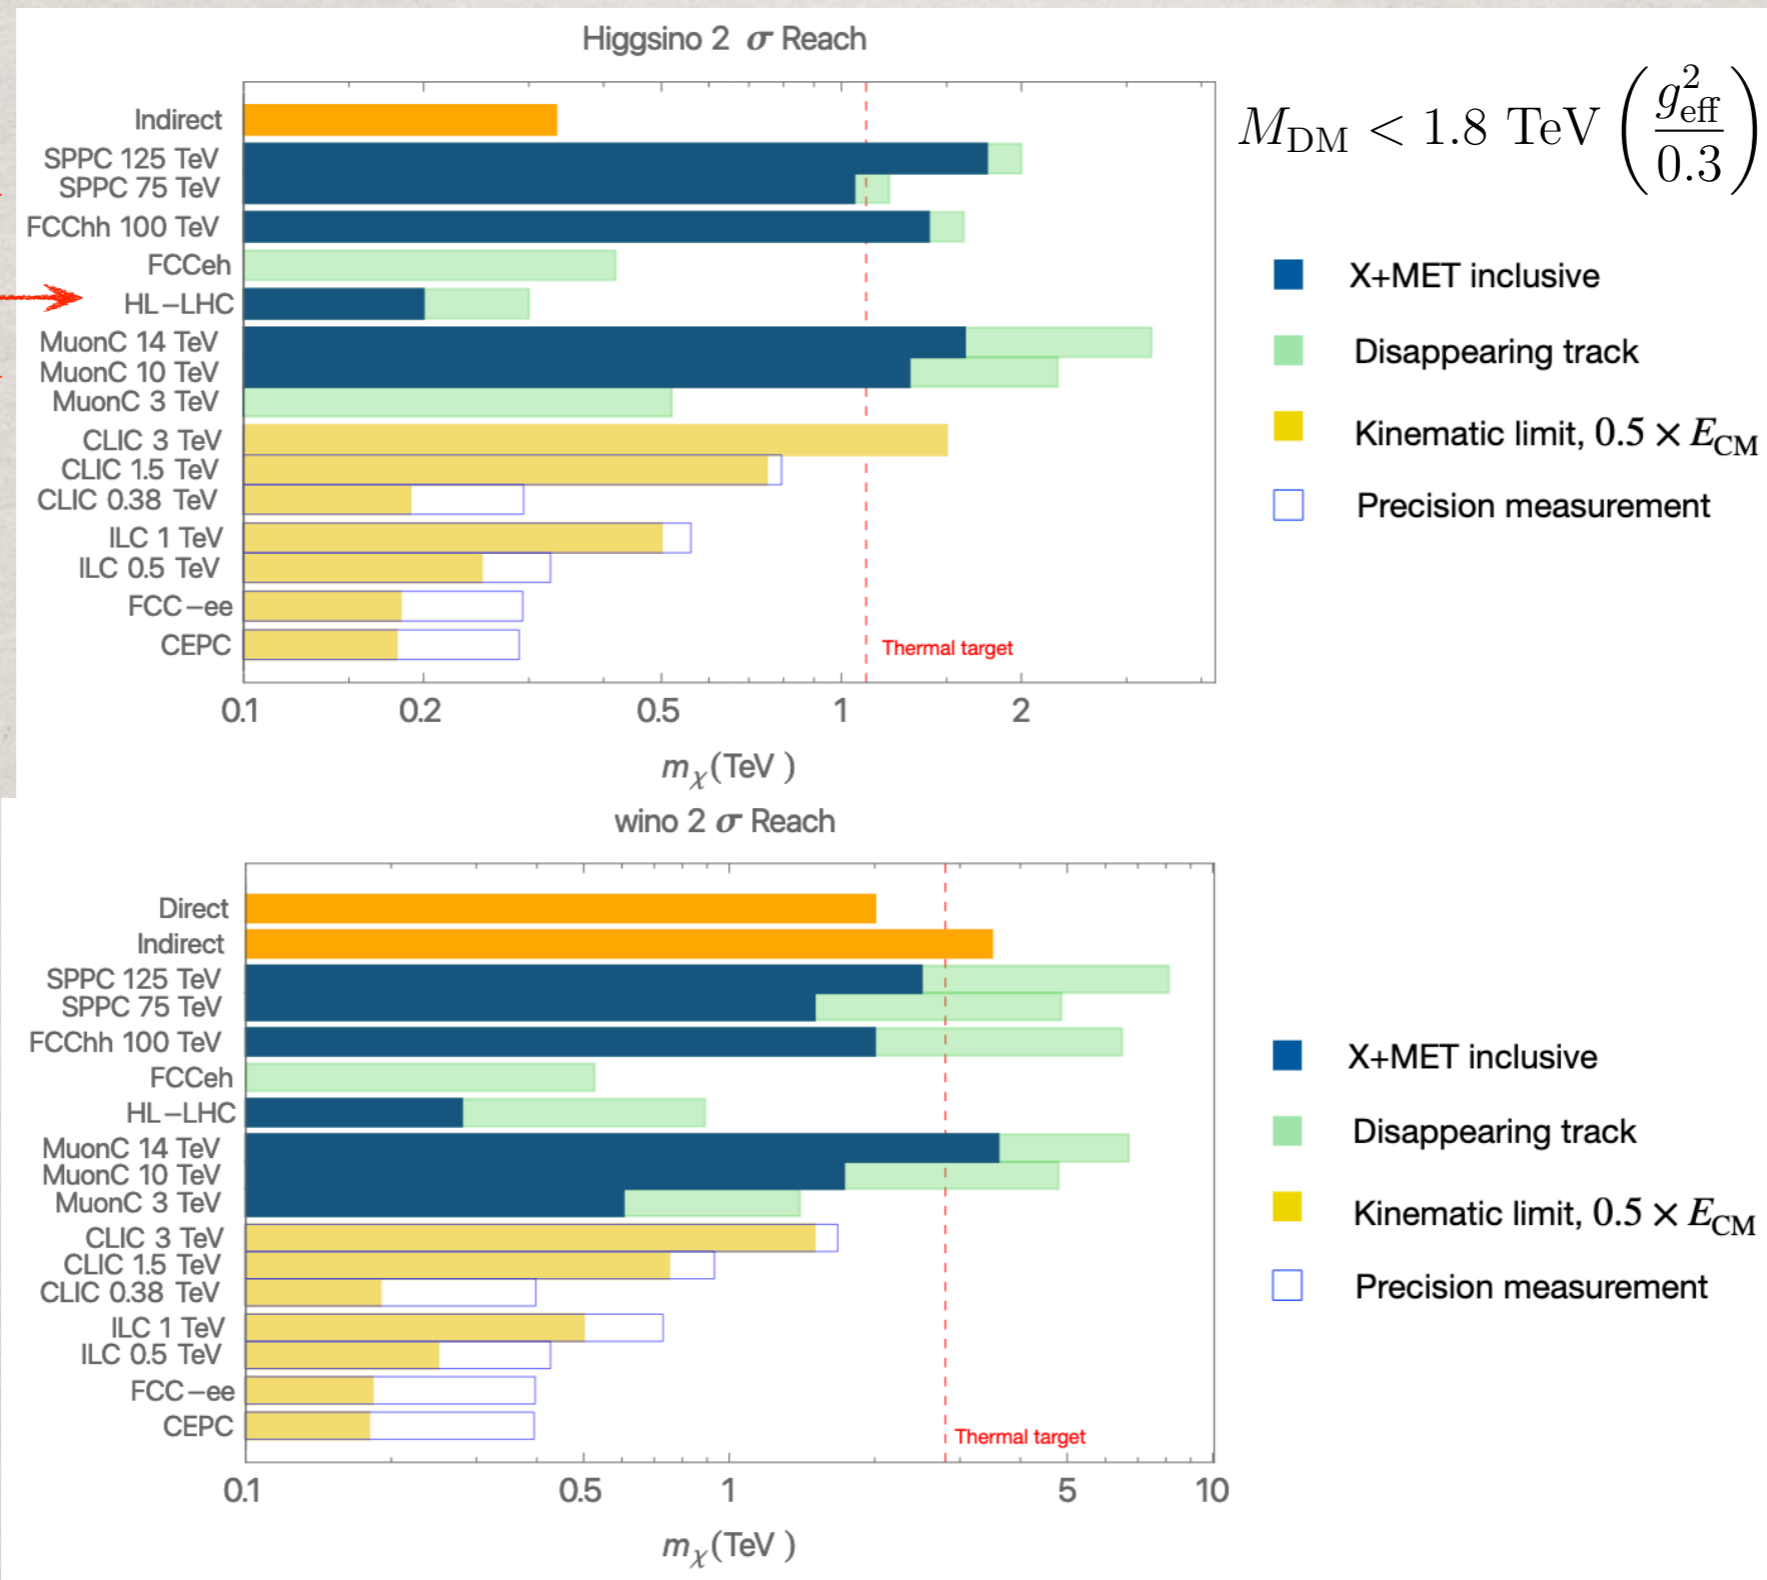 Higgsino 2 σ Reach
Indirect
SPPC 125 TeV
SPPC 75 TeV
FCChh 100 TeV
FCCeh
HL–LHC
MuonC 14 TeV
MuonC 10 TeV
MuonC 3 TeV
CLIC 3 TeV
CLIC 1.5 TeV
CLIC 0.38 TeV
ILC 1 TeV
ILC 0.5 TeV
FCC–ee
CEPC
Thermal target
0.1 0.2 0.5 1 2
mχ(TeV )
M_DM < 1.8 TeV (g²_eff / 0.3)
X+MET inclusive
Disappearing track
Kinematic limit, 0.5 × E_CM
Precision measurement
wino 2 σ Reach
Direct
Indirect
SPPC 125 TeV
SPPC 75 TeV
FCChh 100 TeV
FCCeh
HL–LHC
MuonC 14 TeV
MuonC 10 TeV
MuonC 3 TeV
CLIC 3 TeV
CLIC 1.5 TeV
CLIC 0.38 TeV
ILC 1 TeV
ILC 0.5 TeV
FCC–ee
CEPC
Thermal target
0.1 0.5 1 5 10
mχ(TeV )
X+MET inclusive
Disappearing track
Kinematic limit, 0.5 × E_CM
Precision measurement